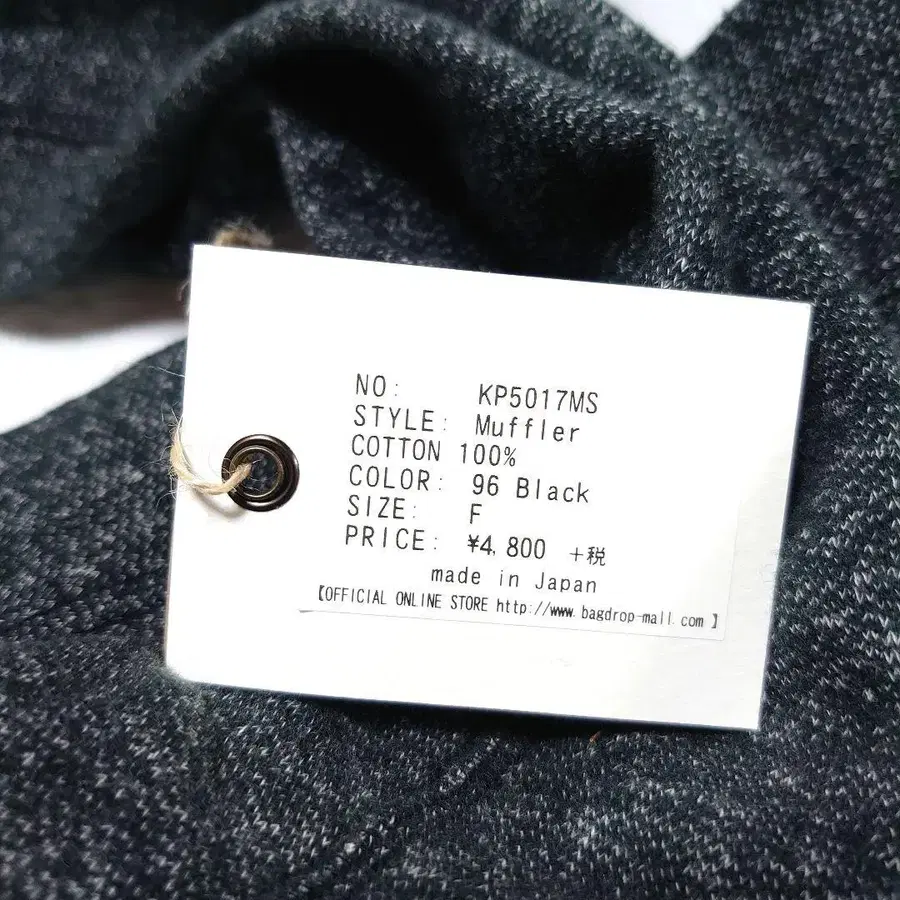 NO: KP5017MS
STYLE: Muffler
COTTON 100%
COLOR: 96 Black
SIZE: F
PRICE: ¥4,800 +税
made in Japan
【OFFICIAL ONLINE STORE http://www.bagdrop-mall.com】